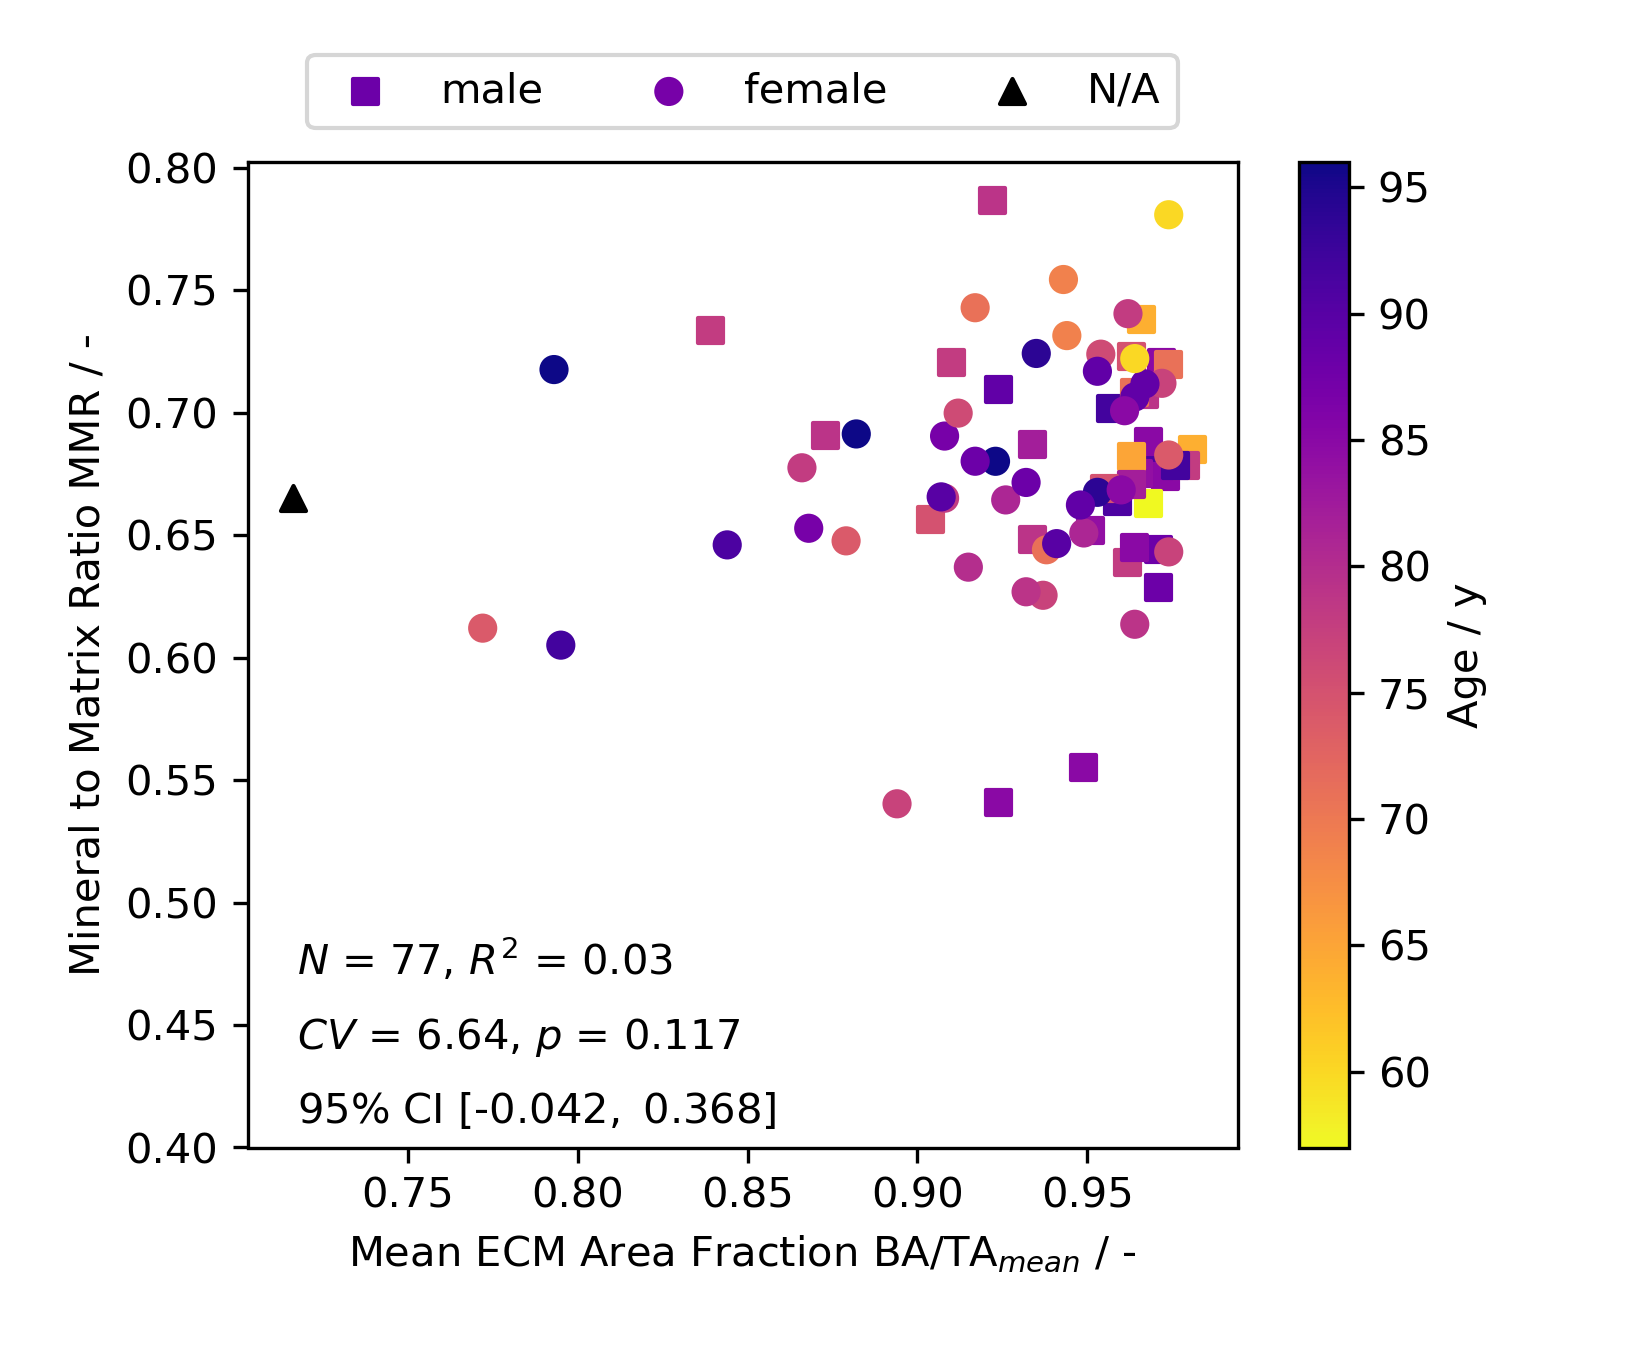 male female N/A
0.80
0.75
0.70
0.65
0.60
0.55
0.50
0.45
0.40
Mineral to Matrix Ratio MMR / -
N = 77, R² = 0.03
CV = 6.64, p = 0.117
95% CI [-0.042, 0.368]
0.75 0.80 0.85 0.90 0.95
Mean ECM Area Fraction BA/TAmean / -
95
90
85
80
75
70
65
60
Age / y